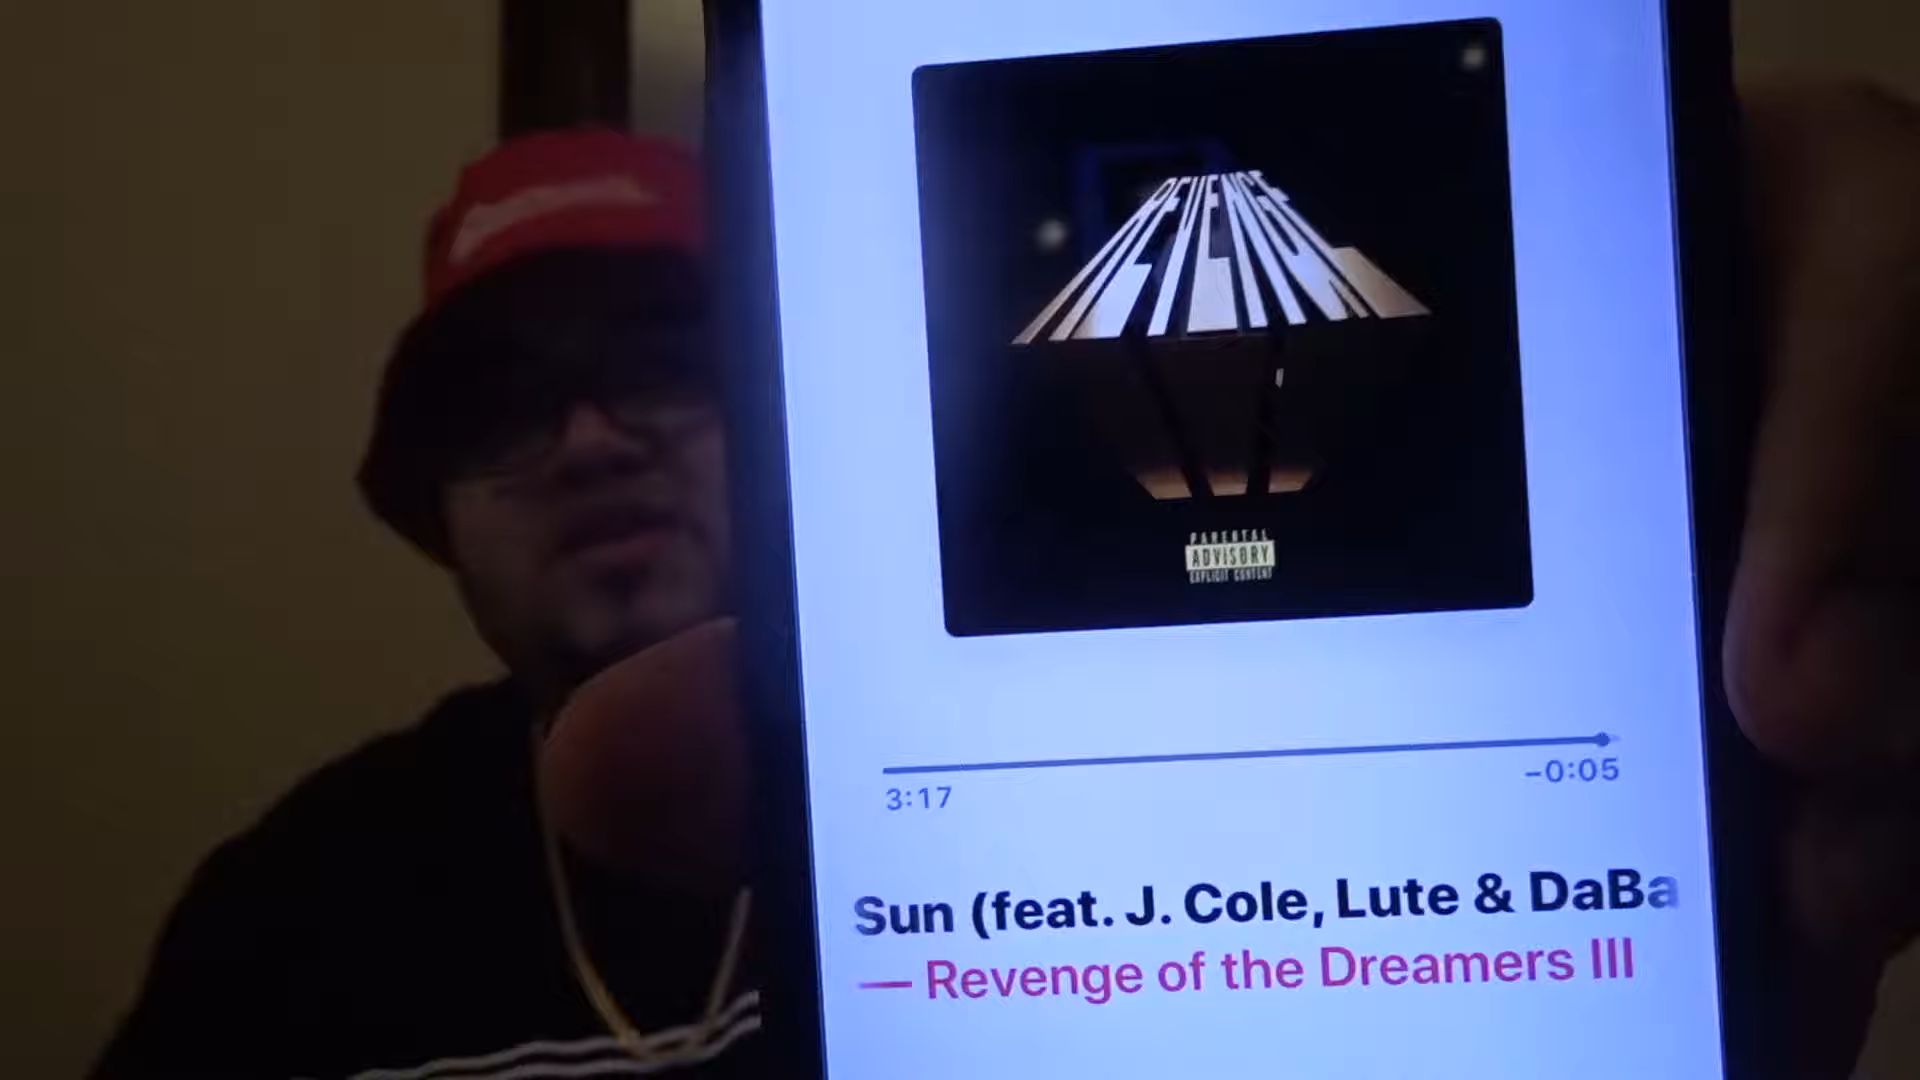 REVENGE
PARENTAL
ADVISORY
EXPLICIT CONTENT
3:17
-0:05
Sun (feat. J. Cole, Lute & DaBa
— Revenge of the Dreamers III